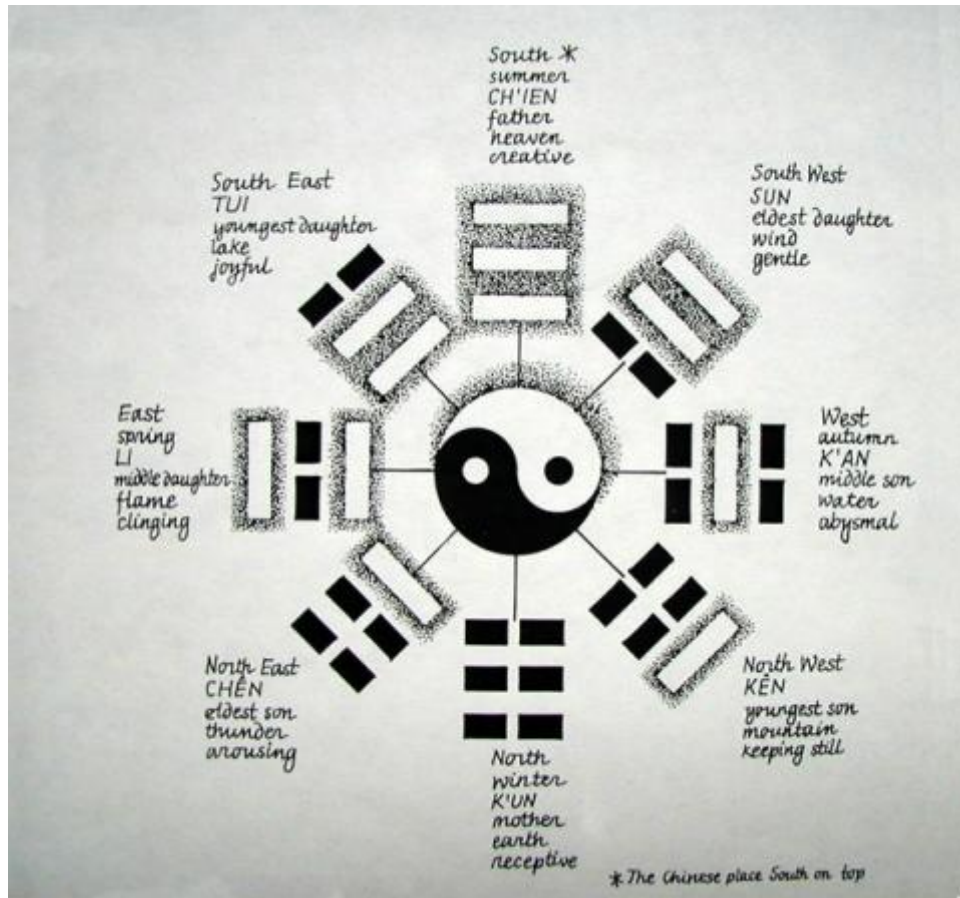 South *
summer
CH'IEN
father
heaven
creative
South East
TUI
youngest daughter
lake
joyful
South West
SUN
eldest daughter
wind
gentle
East
spring
LI
middle daughter
flame
clinging
West
autumn
K'AN
middle son
water
abysmal
North East
CHÊN
eldest son
thunder
arousing
North West
KÊN
youngest son
mountain
keeping still
North
winter
K'UN
mother
earth
receptive
* The Chinese place South on top